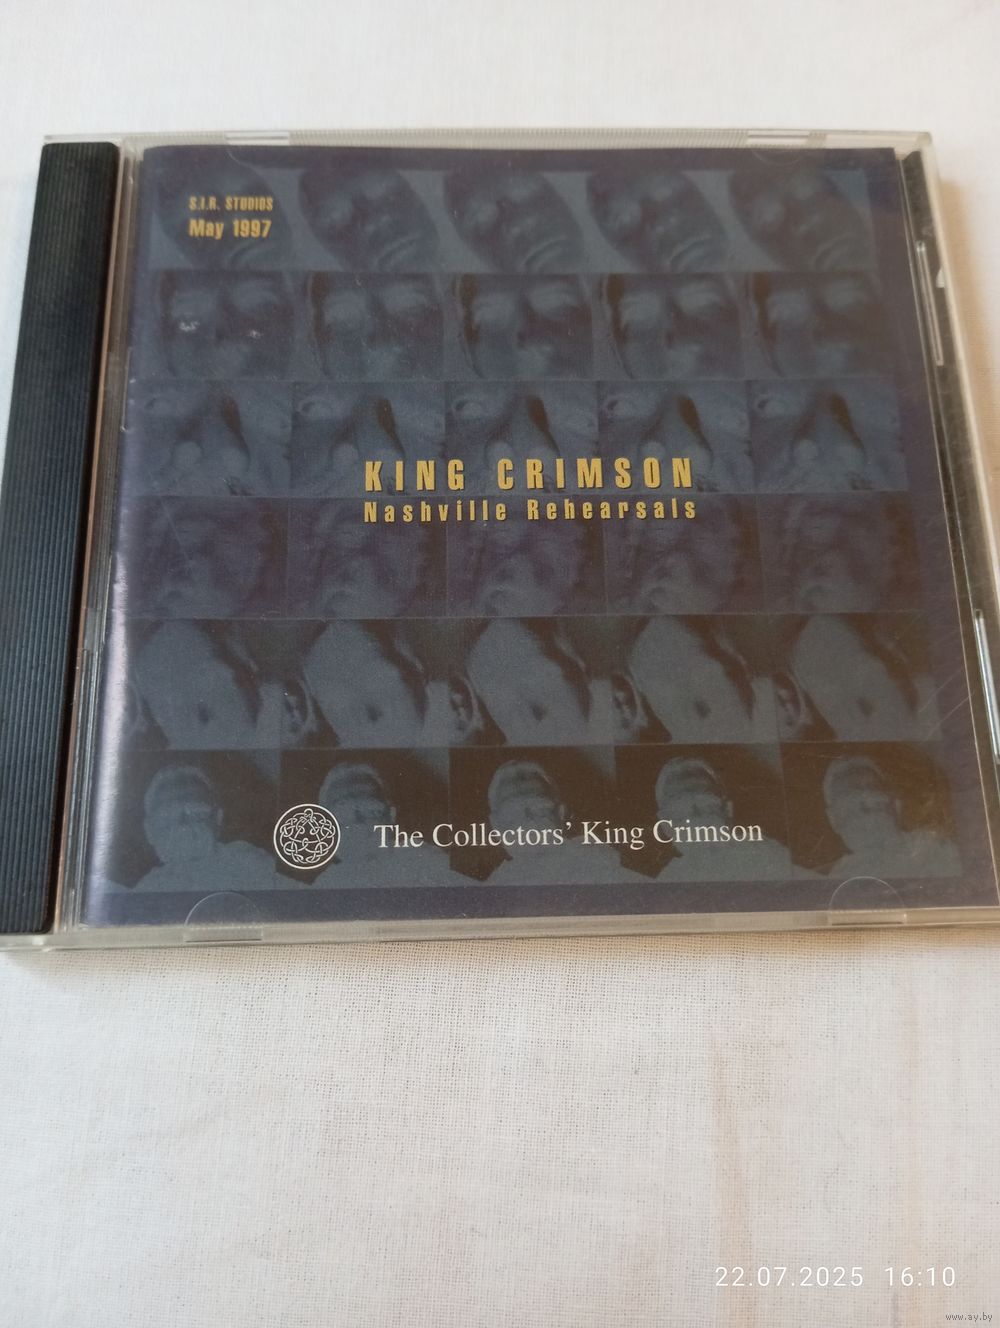 S.I.R. STUDIOS
May 1997
KING CRIMSON
Nashville Rehearsals
The Collectors' King Crimson
22.07.2025 16:10
www.ay.by